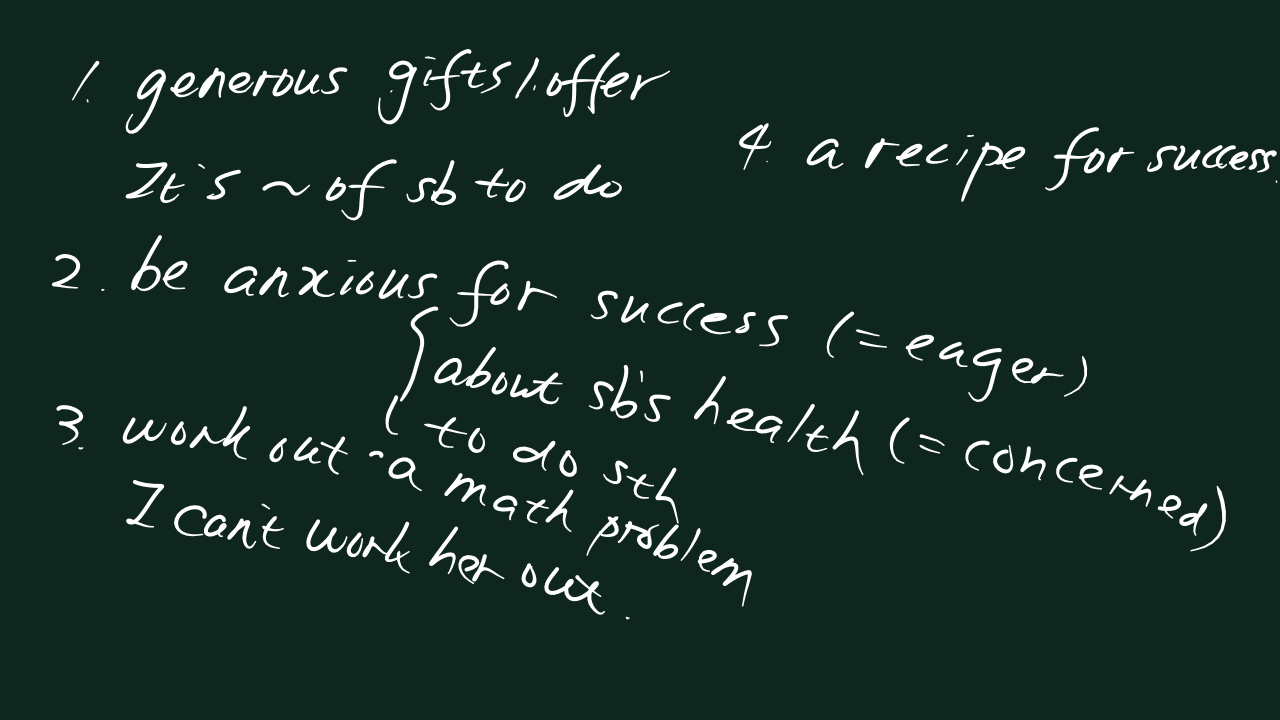 1. generous gifts/offer
It's ~ of sb to do
2. be anxious for success (= eager)
about sb's health (= concerned)
to do sth
3. work out ~a math problem
I can't work her out.
4. a recipe for success.